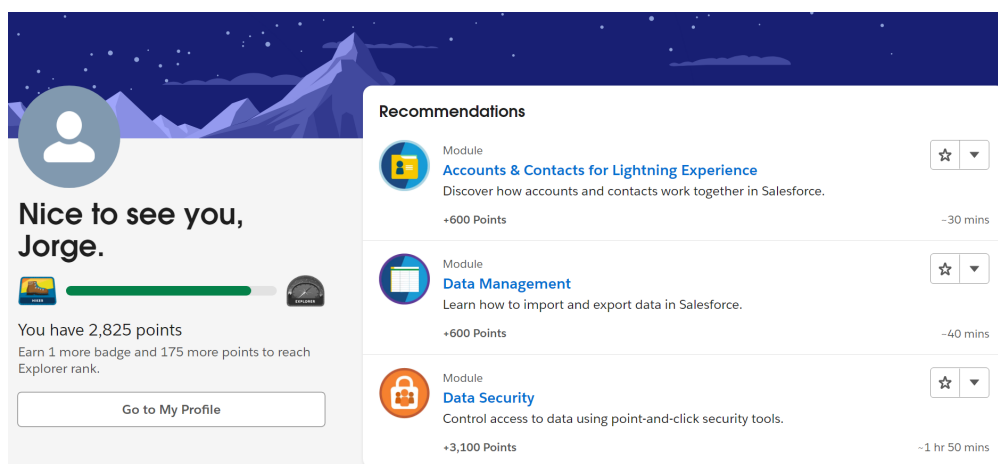 Nice to see you,
Jorge.
HIKER
EXPLORER
You have 2,825 points
Earn 1 more badge and 175 more points to reach
Explorer rank.
Go to My Profile
Recommendations
Module
Accounts & Contacts for Lightning Experience
Discover how accounts and contacts work together in Salesforce.
+600 Points
~30 mins
Module
Data Management
Learn how to import and export data in Salesforce.
+600 Points
~40 mins
Module
Data Security
Control access to data using point-and-click security tools.
+3,100 Points
~1 hr 50 mins